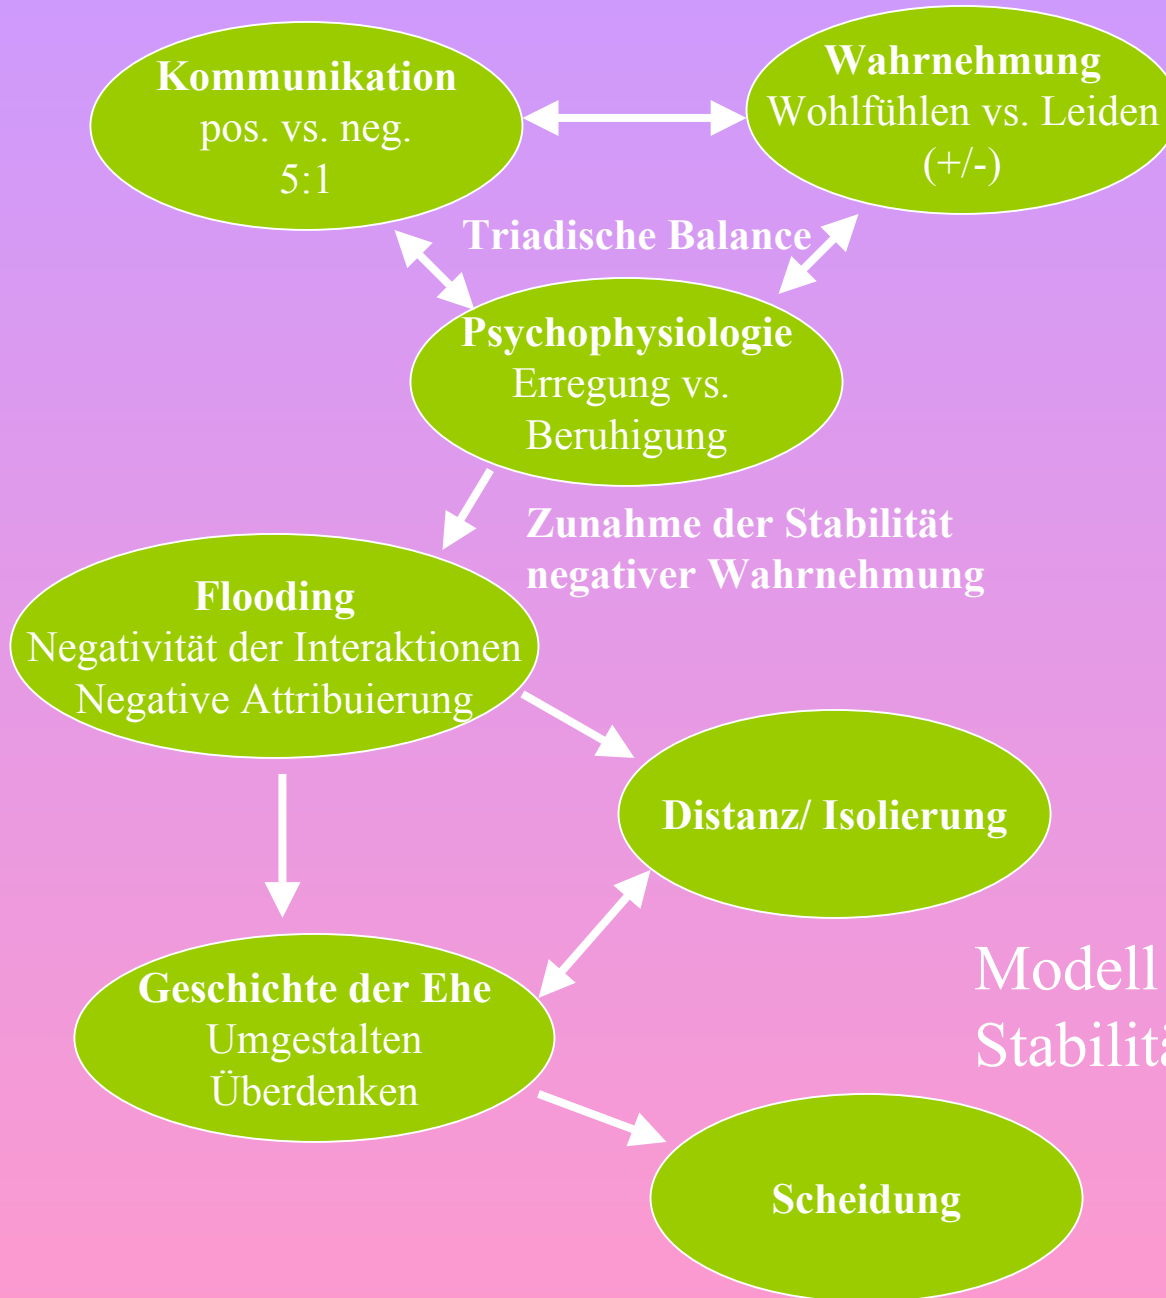 Kommunikation
pos. vs. neg.
5:1
Wahrnehmung
Wohlfühlen vs. Leiden
(+/-)
Triadische Balance
Psychophysiologie
Erregung vs.
Beruhigung
Zunahme der Stabilität
negativer Wahrnehmung
Flooding
Negativität der Interaktionen
Negative Attribuierung
Distanz/ Isolierung
Geschichte der Ehe
Umgestalten
Überdenken
Modell
Scheidung